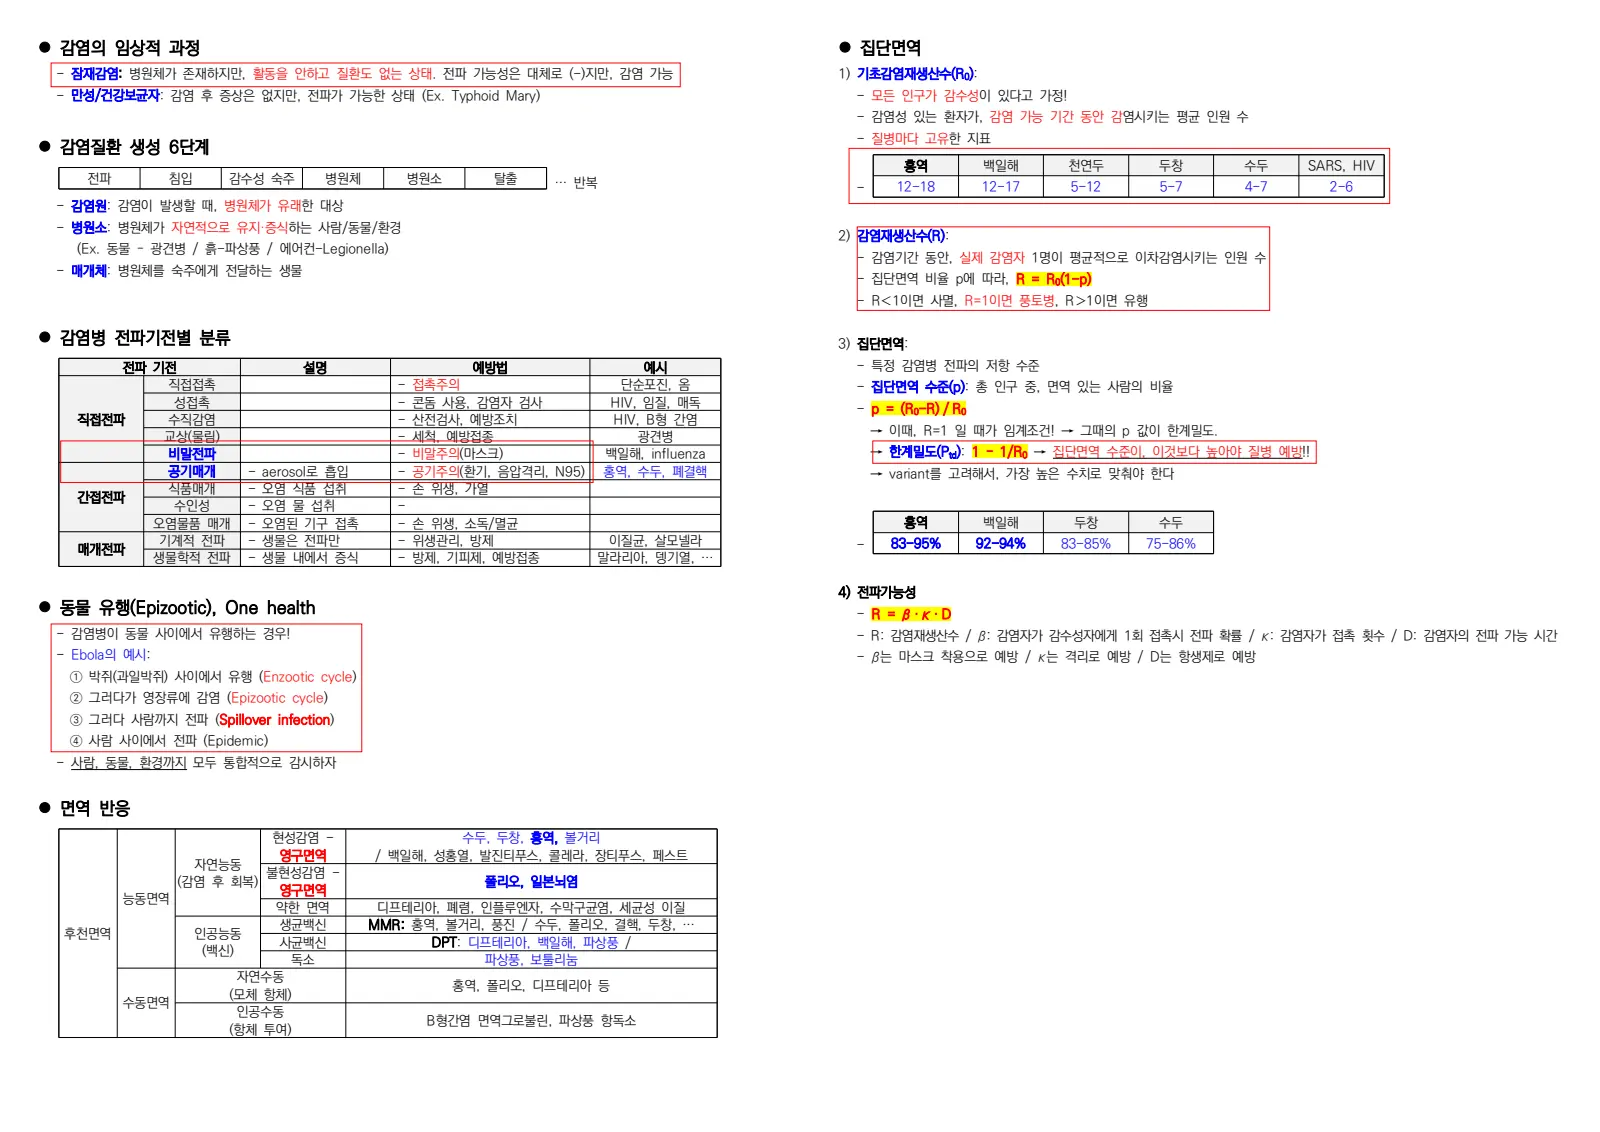 ● 감염의 임상적 과정
- 잠재감염: 병원체가 존재하지만, 활동을 안하고 질환도 없는 상태. 전파 가능성은 대체로 (-)지만, 감염 가능
- 만성/건강보균자: 감염 후 증상은 없지만, 전파가 가능한 상태 (Ex. Typhoid Mary)
● 감염질환 생성 6단계
전파 침입 감수성 숙주 병원체 병원소 탈출 … 반복
- 감염원: 감염이 발생할 때, 병원체가 유래한 대상
- 병원소: 병원체가 자연적으로 유지·증식하는 사람/동물/환경
(Ex. 동물 - 광견병 / 흙-파상풍 / 에어컨-Legionella)
- 매개체: 병원체를 숙주에게 전달하는 생물
● 감염병 전파기전별 분류
전파 기전 설명 예방법 예시
직접전파
직접접촉 - 접촉주의 단순포진, 옴
성접촉 - 콘돔 사용, 감염자 검사 HIV, 임질, 매독
수직감염 - 산전검사, 예방조치 HIV, B형 간염
교상(물림) - 세척, 예방접종 광견병
비말전파 - 비말주의(마스크) 백일해, influenza
간접전파
공기매개 - aerosol로 흡입 - 공기주의(환기, 음압격리, N95) 홍역, 수두, 폐결핵
식품매개 - 오염 식품 섭취 - 손 위생, 가열
수인성 - 오염 물 섭취 -
오염물품 매개 - 오염된 기구 접촉 - 손 위생, 소독/멸균
매개전파
기계적 전파 - 생물은 전파만 - 위생관리, 방제 이질균, 살모넬라
생물학적 전파 - 생물 내에서 증식 - 방제, 기피제, 예방접종 말라리아, 뎅기열, …
● 동물 유행(Epizootic), One health
- 감염병이 동물 사이에서 유행하는 경우!
- Ebola의 예시:
① 박쥐(과일박쥐) 사이에서 유행 (Enzootic cycle)
② 그러다가 영장류에 감염 (Epizootic cycle)
③ 그러다 사람까지 전파 (Spillover infection)
④ 사람 사이에서 전파 (Epidemic)
- 사람, 동물, 환경까지 모두 통합적으로 감시하자
● 면역 반응
후천면역
능동면역
자연능동
(감염 후 회복)
현성감염 -
영구면역
수두, 두창, 홍역, 볼거리
/ 백일해, 성홍열, 발진티푸스, 콜레라, 장티푸스, 페스트
불현성감염 -
영구면역
폴리오, 일본뇌염
약한 면역 디프테리아, 폐렴, 인플루엔자, 수막구균염, 세균성 이질
인공능동
(백신)
생균백신 MMR: 홍역, 볼거리, 풍진 / 수두, 폴리오, 결핵, 두창, …
사균백신 DPT: 디프테리아, 백일해, 파상풍 /
독소 파상풍, 보툴리눔
수동면역
자연수동
(모체 항체)
홍역, 폴리오, 디프테리아 등
인공수동
(항체 투여)
B형간염 면역그로불린, 파상풍 항독소
● 집단면역
1) 기초감염재생산수(R₀):
- 모든 인구가 감수성이 있다고 가정!
- 감염성 있는 환자가, 감염 가능 기간 동안 감염시키는 평균 인원 수
- 질병마다 고유한 지표
홍역 백일해 천연두 두창 수두 SARS, HIV
- 12-18 12-17 5-12 5-7 4-7 2-6
2) 감염재생산수(R):
- 감염기간 동안, 실제 감염자 1명이 평균적으로 이차감염시키는 인원 수
- 집단면역 비율 p에 따라, R = R₀(1-p)
- R<1이면 사멸, R=1이면 풍토병, R>1이면 유행
3) 집단면역:
- 특정 감염병 전파의 저항 수준
- 집단면역 수준(p): 총 인구 중, 면역 있는 사람의 비율
- p = (R₀-R) / R₀
→ 이때, R=1 일 때가 임계조건! → 그때의 p 값이 한계밀도.
→ 한계밀도(Ptd): 1 - 1/R₀ → 집단면역 수준이, 이것보다 높아야 질병 예방!!
→ variant를 고려해서, 가장 높은 수치로 맞춰야 한다
홍역 백일해 두창 수두
- 83-95% 92-94% 83-85% 75-86%
4) 전파가능성
- R = β · κ · D
- R: 감염재생산수 / β: 감염자가 감수성자에게 1회 접촉시 전파 확률 / κ: 감염자가 접촉 횟수 / D: 감염자의 전파 가능 시간
- β는 마스크 착용으로 예방 / κ는 격리로 예방 / D는 항생제로 예방